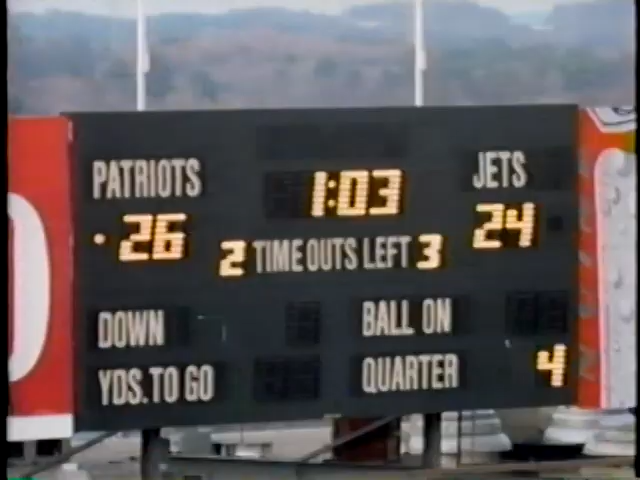 PATRIOTS 1:03 JETS
26 24
2 TIME OUTS LEFT 3
DOWN BALL ON
YDS. TO GO QUARTER 4